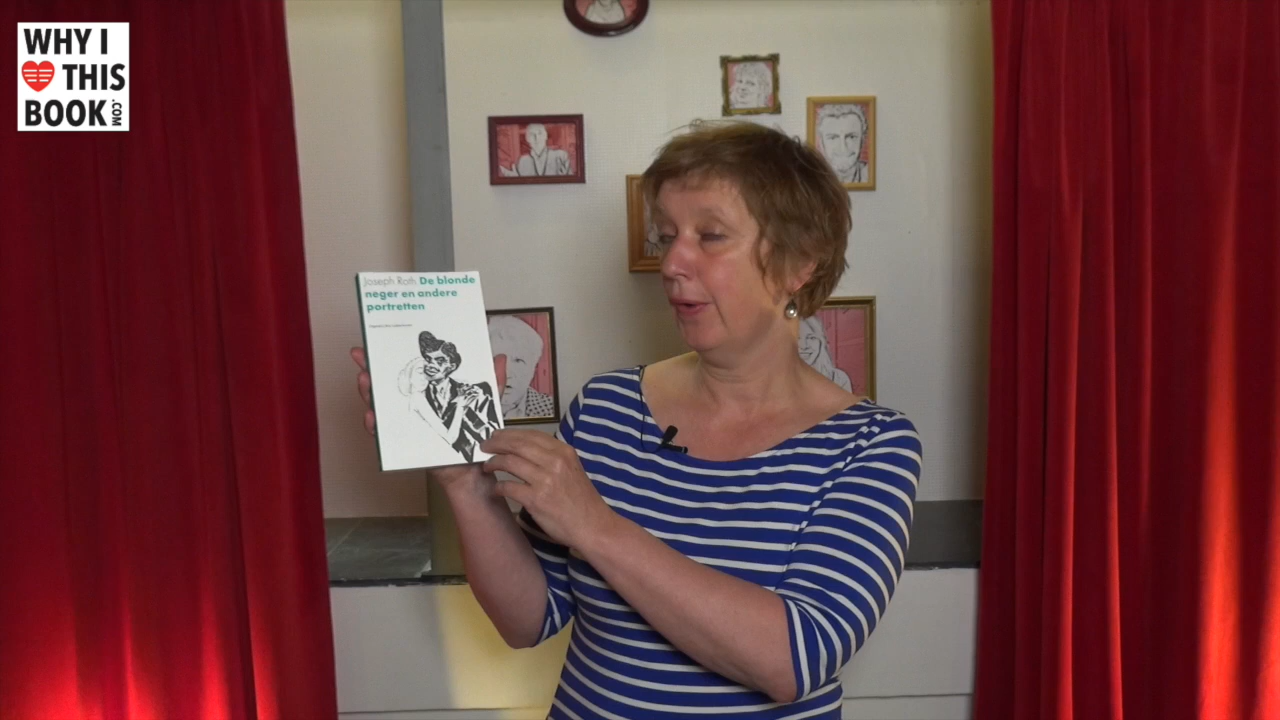 WHY I
THIS
BOOK.COM
Joseph Roth De blonde
neger en andere
portretten